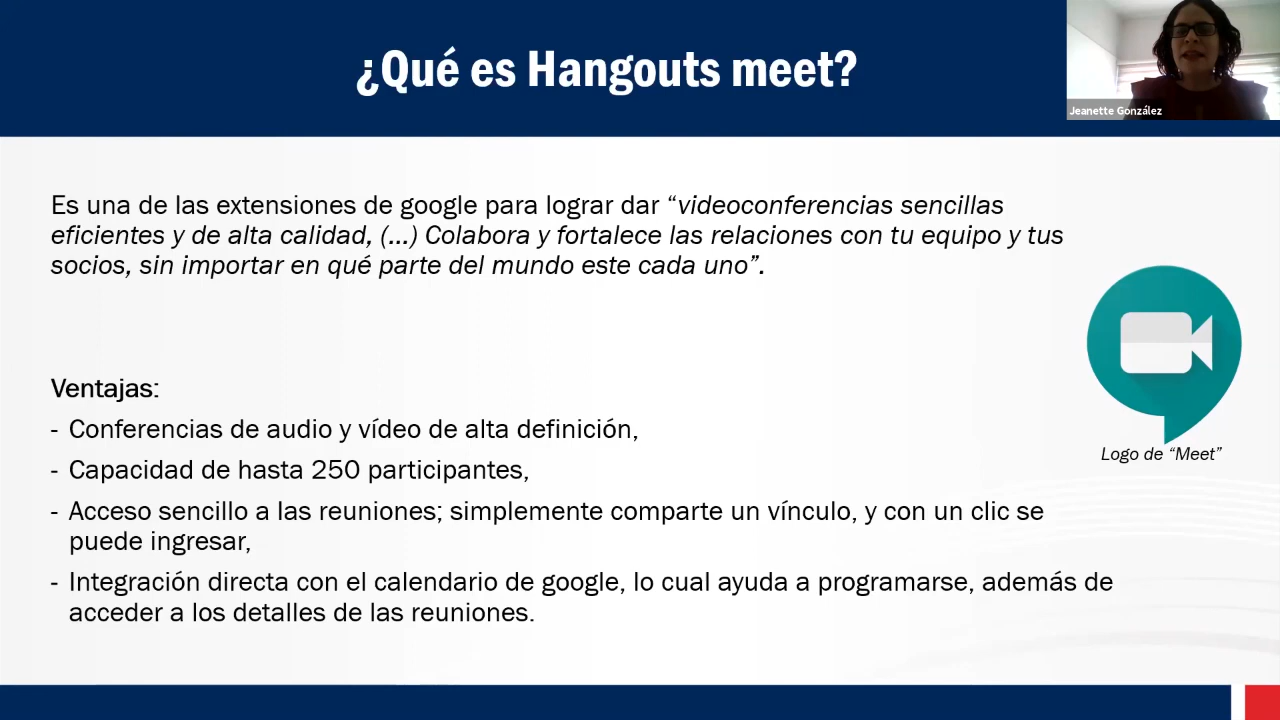 ¿Qué es Hangouts meet?
Jeanette González
Es una de las extensiones de google para lograr dar “videoconferencias sencillas
eficientes y de alta calidad, (...) Colabora y fortalece las relaciones con tu equipo y tus
socios, sin importar en qué parte del mundo este cada uno”.
Ventajas:
- Conferencias de audio y vídeo de alta definición,
- Capacidad de hasta 250 participantes,
- Acceso sencillo a las reuniones; simplemente comparte un vínculo, y con un clic se
puede ingresar,
- Integración directa con el calendario de google, lo cual ayuda a programarse, además de
acceder a los detalles de las reuniones.
Logo de “Meet”